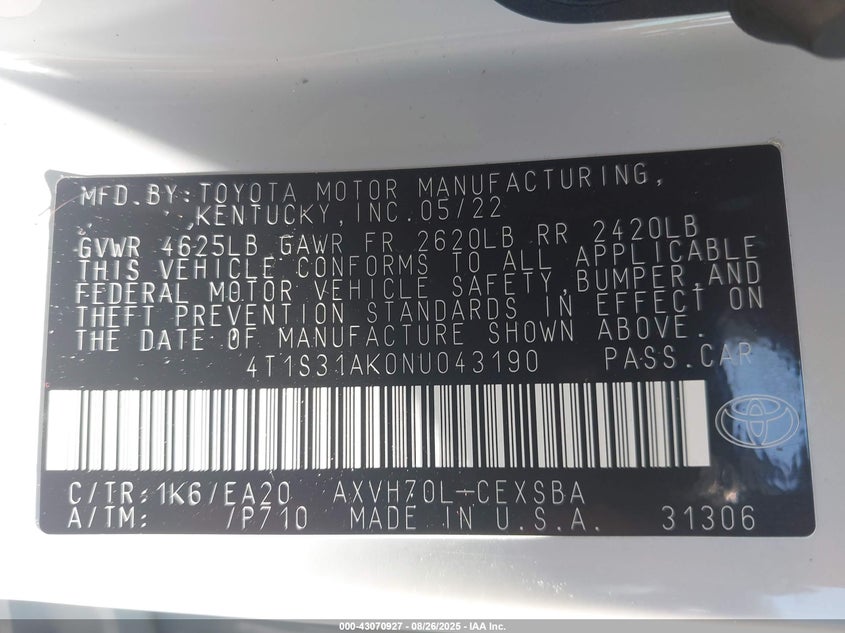 MFD.BY:TOYOTA MOTOR MANUFACTURING,
KENTUCKY,INC.05/22
GVWR 4625LB GAWR FR 2620LB RR 2420LB
THIS VEHICLE CONFORMS TO ALL APPLICABLE
FEDERAL MOTOR VEHICLE SAFETY,BUMPER,AND
THEFT PREVENTION STANDARDS IN EFFECT ON
THE DATE OF MANUFACTURE SHOWN ABOVE.
4T1S31AK0NU043190 PASS.CAR
C/TR:1K6/EA20 AXVH70L-CEXSBA
A/TM: /P710 MADE IN U.S.A. 31306
000-43070927 - 08/26/2025 - IAA Inc.